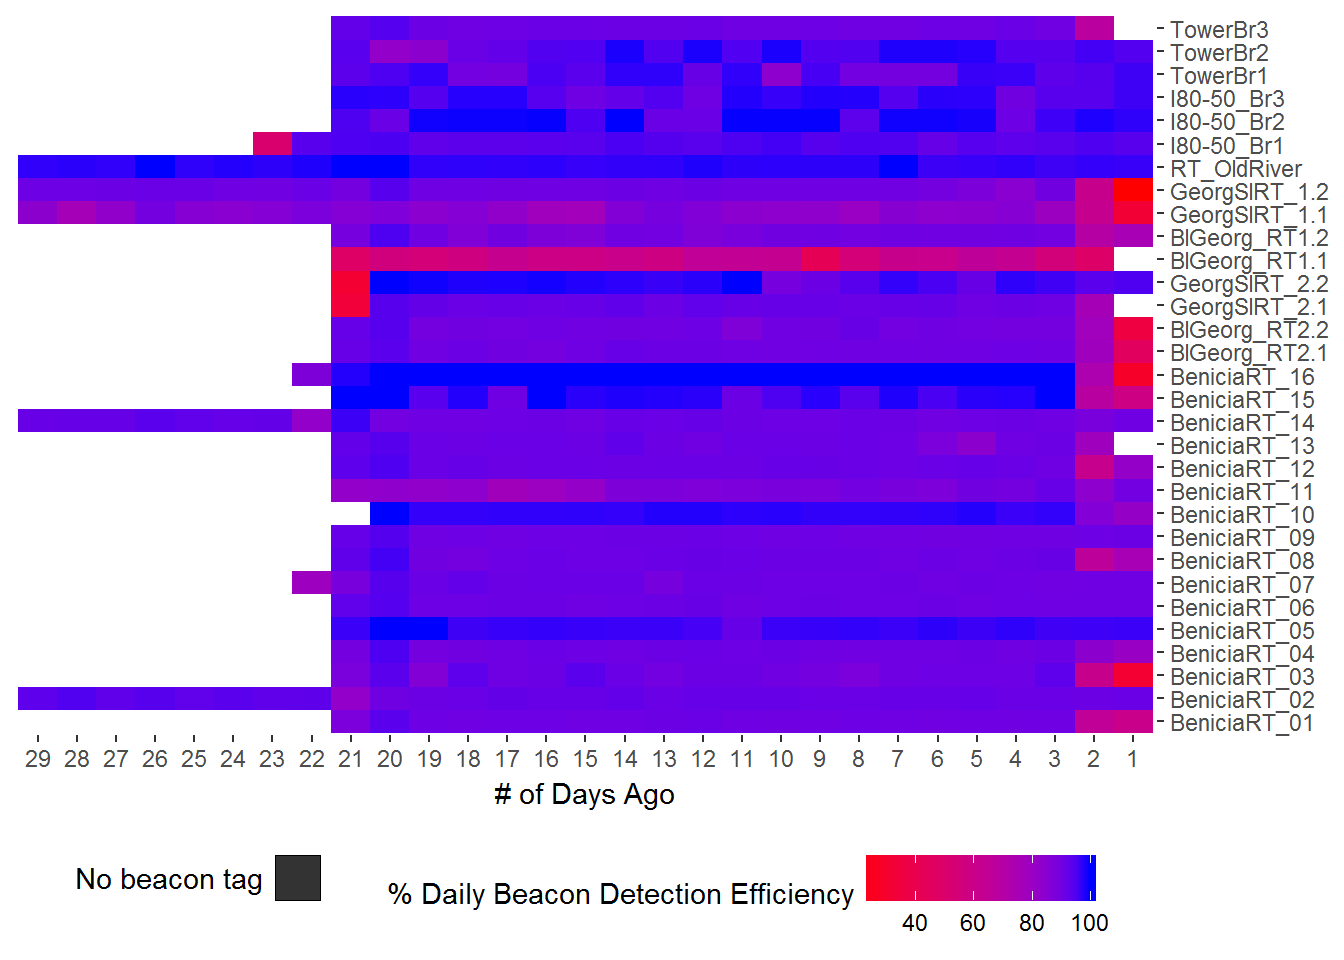 TowerBr3
TowerBr2
TowerBr1
I80-50_Br3
I80-50_Br2
I80-50_Br1
RT_OldRiver
GeorgSlRT_1.2
GeorgSlRT_1.1
BlGeorg_RT1.2
BlGeorg_RT1.1
GeorgSlRT_2.2
GeorgSlRT_2.1
BlGeorg_RT2.2
BlGeorg_RT2.1
BeniciaRT_16
BeniciaRT_15
BeniciaRT_14
BeniciaRT_13
BeniciaRT_12
BeniciaRT_11
BeniciaRT_10
BeniciaRT_09
BeniciaRT_08
BeniciaRT_07
BeniciaRT_06
BeniciaRT_05
BeniciaRT_04
BeniciaRT_03
BeniciaRT_02
BeniciaRT_01
29 28 27 26 25 24 23 22 21 20 19 18 17 16 15 14 13 12 11 10 9 8 7 6 5 4 3 2 1
# of Days Ago
No beacon tag
% Daily Beacon Detection Efficiency
40 60 80 100